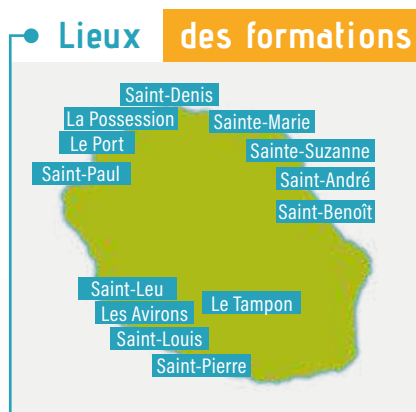 Lieux des formations
Saint-Denis
La Possession
Sainte-Marie
Le Port
Sainte-Suzanne
Saint-Paul
Saint-André
Saint-Benoît
Saint-Leu
Le Tampon
Les Avirons
Saint-Louis
Saint-Pierre